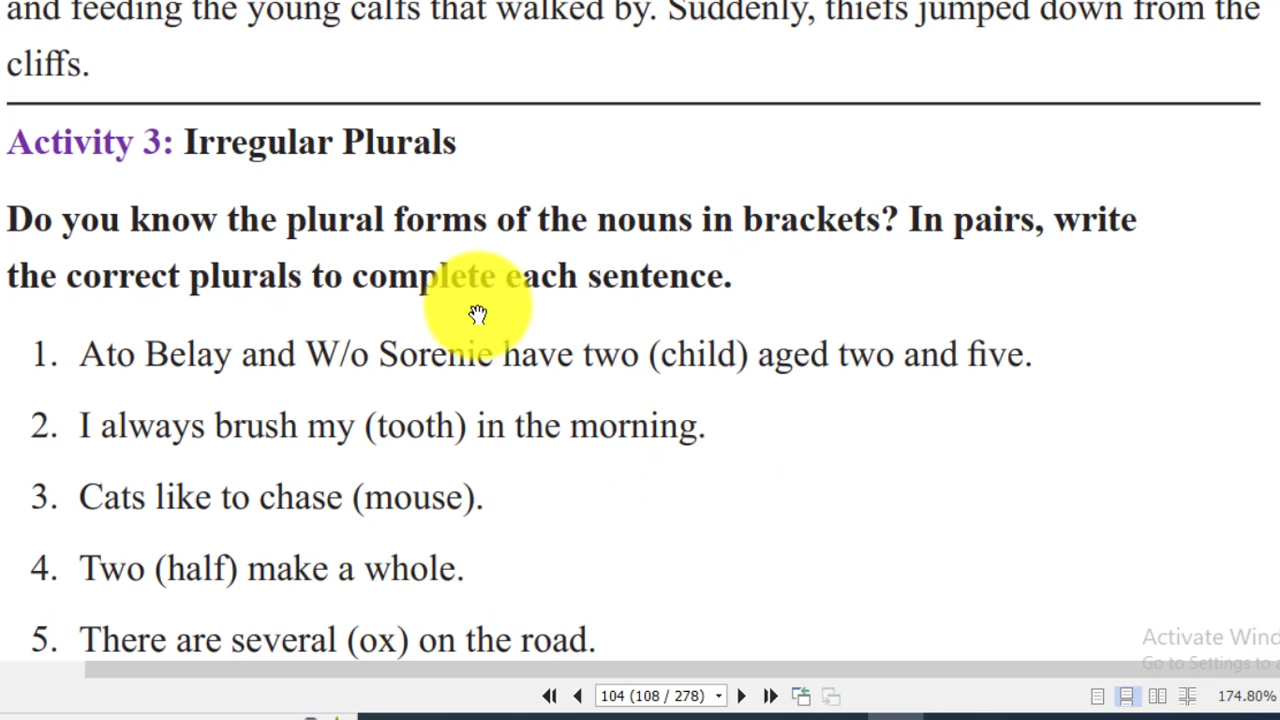 and feeding the young calfs that walked by. Suddenly, thiefs jumped down from the
cliffs.
Activity 3: Irregular Plurals
Do you know the plural forms of the nouns in brackets? In pairs, write
the correct plurals to complete each sentence.
1. Ato Belay and W/o Sorenie have two (child) aged two and five.
2. I always brush my (tooth) in the morning.
3. Cats like to chase (mouse).
4. Two (half) make a whole.
5. There are several (ox) on the road.
Activate Wind
Go to Settings to a
104 (108 / 278)
174.80%